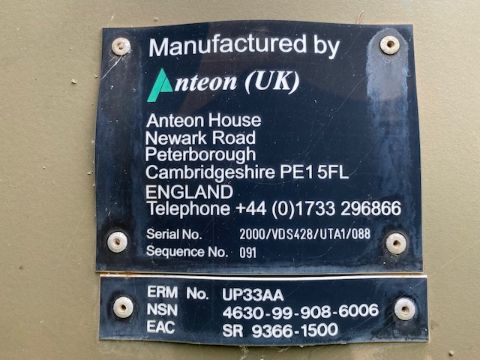 Manufactured by
Anteon (UK)
Anteon House
Newark Road
Peterborough
Cambridgeshire PE1 5FL
ENGLAND
Telephone +44 (0)1733 296866
Serial No. 2000/VDS428/UTA1/088
Sequence No. 091
ERM No. UP33AA
NSN 4630-99-908-6006
EAC SR 9366-1500